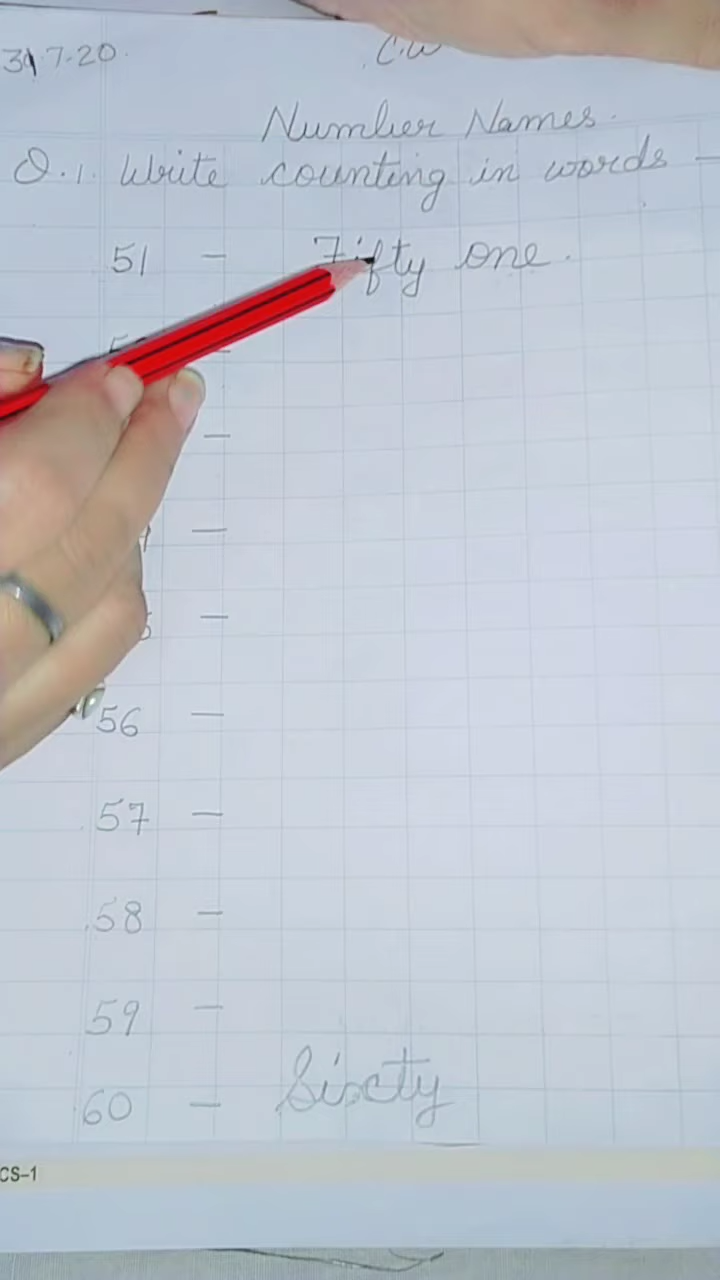 31 7-20. C.W
Number Names.
Q.1. Write counting in words —
51 — Fifty one.
—
—
—
—
56 —
57 —
58 —
59 —
60 — Sixty
CS-1